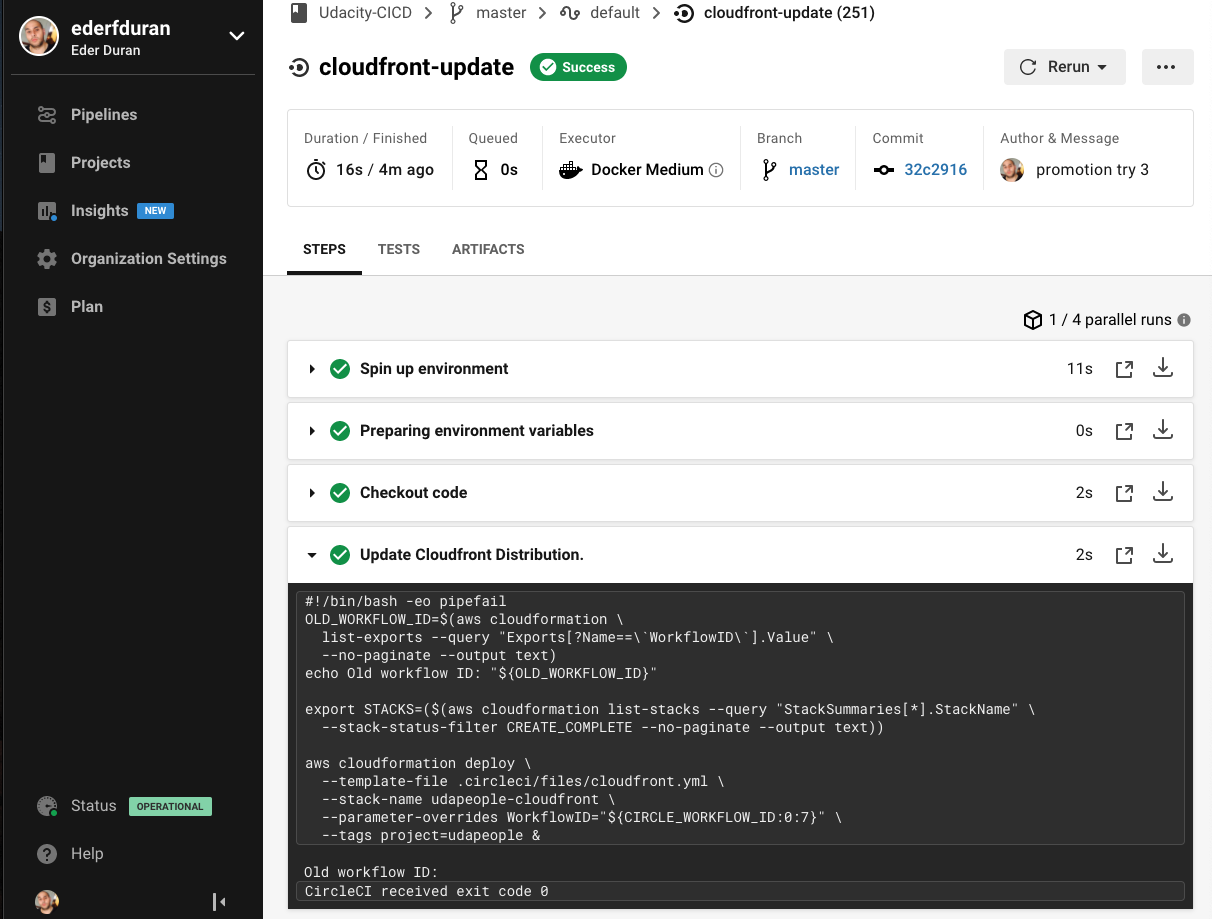 ederfduran
Eder Duran
Pipelines
Projects
Insights NEW
Organization Settings
Plan
Status OPERATIONAL
Help
Udacity-CICD > master > default > cloudfront-update (251)
cloudfront-update Success
Rerun
Duration / Finished Queued Executor Branch Commit Author & Message
16s / 4m ago 0s Docker Medium master 32c2916 promotion try 3
STEPS TESTS ARTIFACTS
1 / 4 parallel runs
Spin up environment 11s
Preparing environment variables 0s
Checkout code 2s
Update Cloudfront Distribution. 2s
#!/bin/bash -eo pipefail
OLD_WORKFLOW_ID=$(aws cloudformation \
  list-exports --query "Exports[?Name==\`WorkflowID\`].Value" \
  --no-paginate --output text)
echo Old workflow ID: "${OLD_WORKFLOW_ID}"
export STACKS=($(aws cloudformation list-stacks --query "StackSummaries[*].StackName" \
  --stack-status-filter CREATE_COMPLETE --no-paginate --output text))
aws cloudformation deploy \
  --template-file .circleci/files/cloudfront.yml \
  --stack-name udapeople-cloudfront \
  --parameter-overrides WorkflowID="${CIRCLE_WORKFLOW_ID:0:7}" \
  --tags project=udapeople &
Old workflow ID:
CircleCI received exit code 0